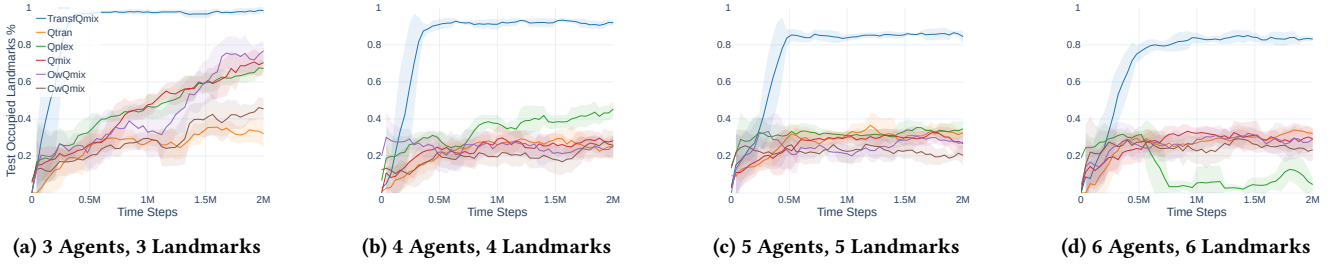 Test Occupied Landmarks %
1
0.8
0.6
0.4
0.2
TransfQmix
Qtran
Qplex
Qmix
OwQmix
CwQmix
0 0.5M 1M 1.5M 2M
Time Steps
(a) 3 Agents, 3 Landmarks
1
0.8
0.6
0.4
0.2
0 0.5M 1M 1.5M 2M
Time Steps
(b) 4 Agents, 4 Landmarks
1
0.8
0.6
0.4
0.2
0 0.5M 1M 1.5M 2M
Time Steps
(c) 5 Agents, 5 Landmarks
1
0.8
0.6
0.4
0.2
0 0.5M 1M 1.5M 2M
Time Steps
(d) 6 Agents, 6 Landmarks